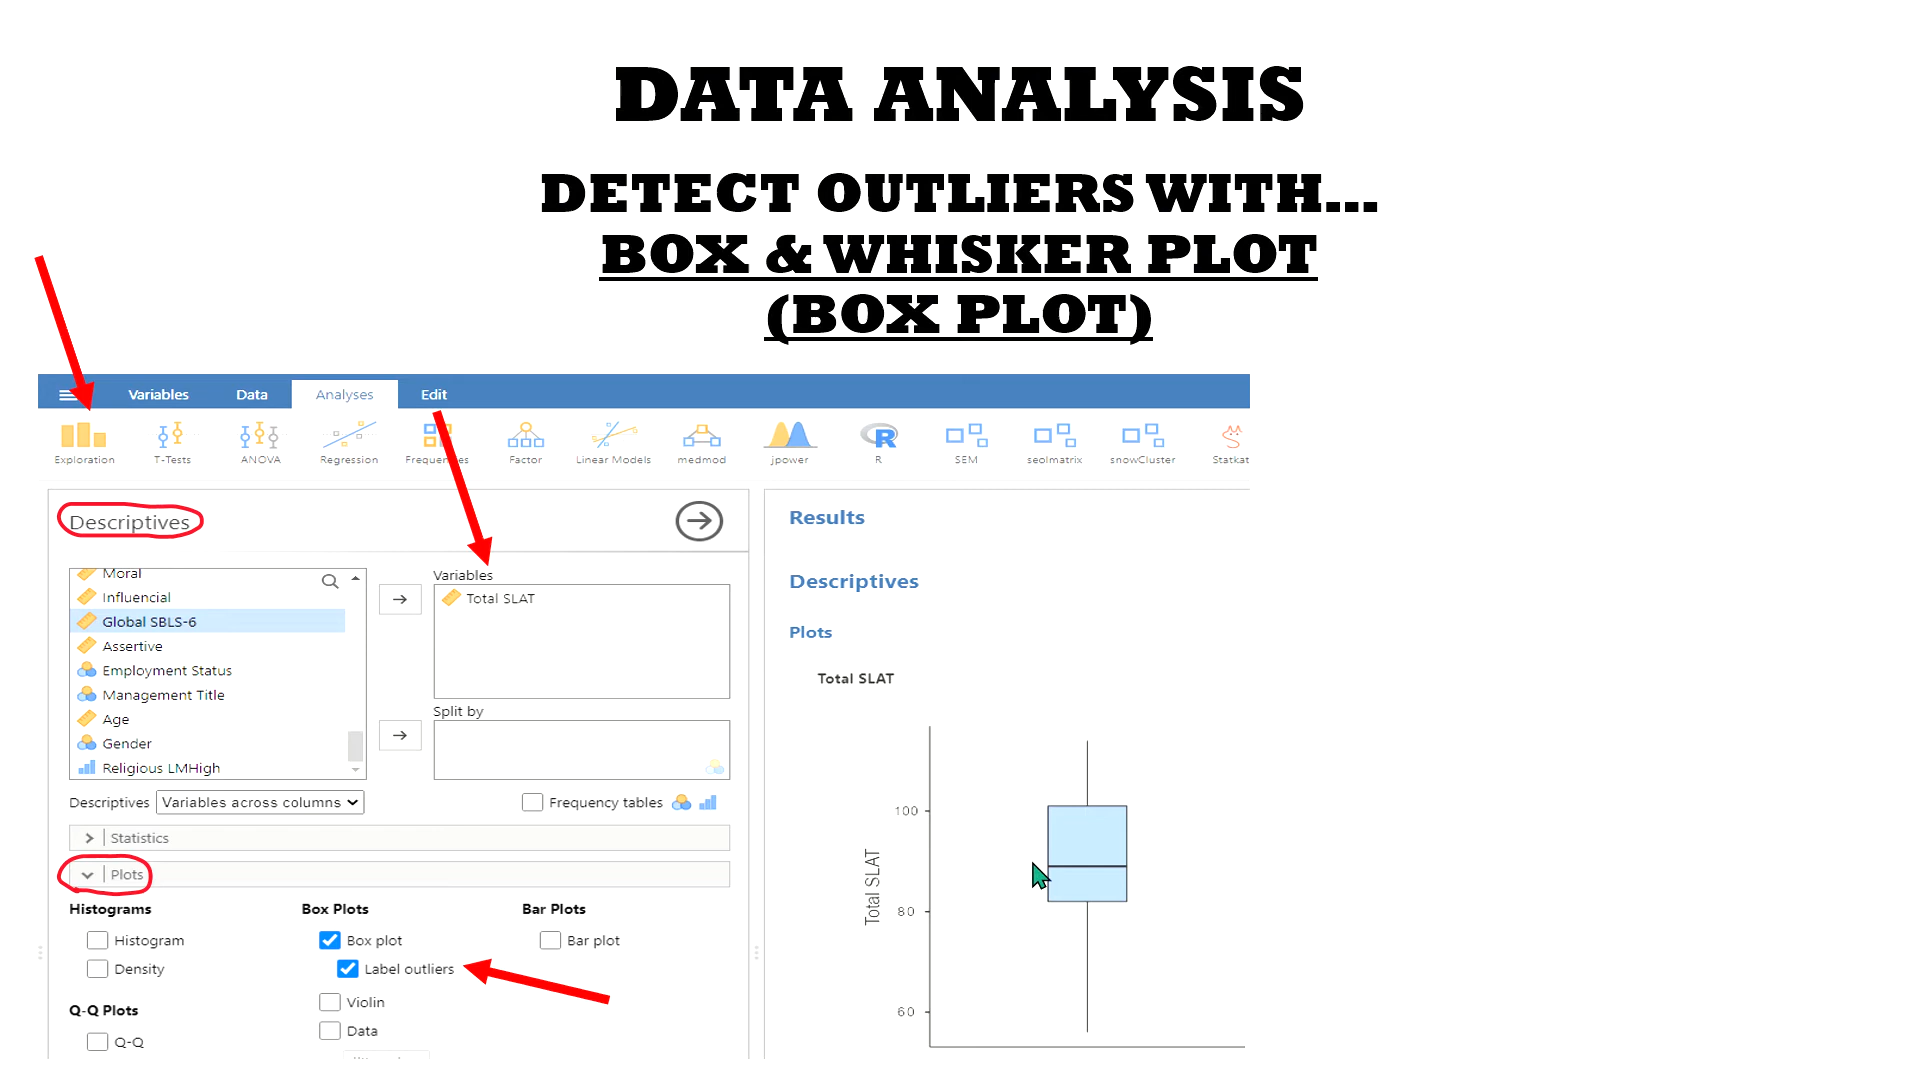 DATA ANALYSIS
DETECT OUTLIERS WITH...
BOX & WHISKER PLOT
(BOX PLOT)
Variables Data Analyses Edit
Exploration T-Tests ANOVA Regression Frequencies Factor Linear Models medmod jpower R SEM seolmatrix snowCluster Statkat
Descriptives
Moral
Influencial
Global SBLS-6
Assertive
Employment Status
Management Title
Age
Gender
Religious LMHigh
Variables
Total SLAT
Split by
Descriptives Variables across columns
Frequency tables
Statistics
Plots
Histograms
Histogram
Density
Q-Q Plots
Q-Q
Box Plots
Box plot
Label outliers
Violin
Data
Bar Plots
Bar plot
Results
Descriptives
Plots
Total SLAT
Total SLAT
100
80
60